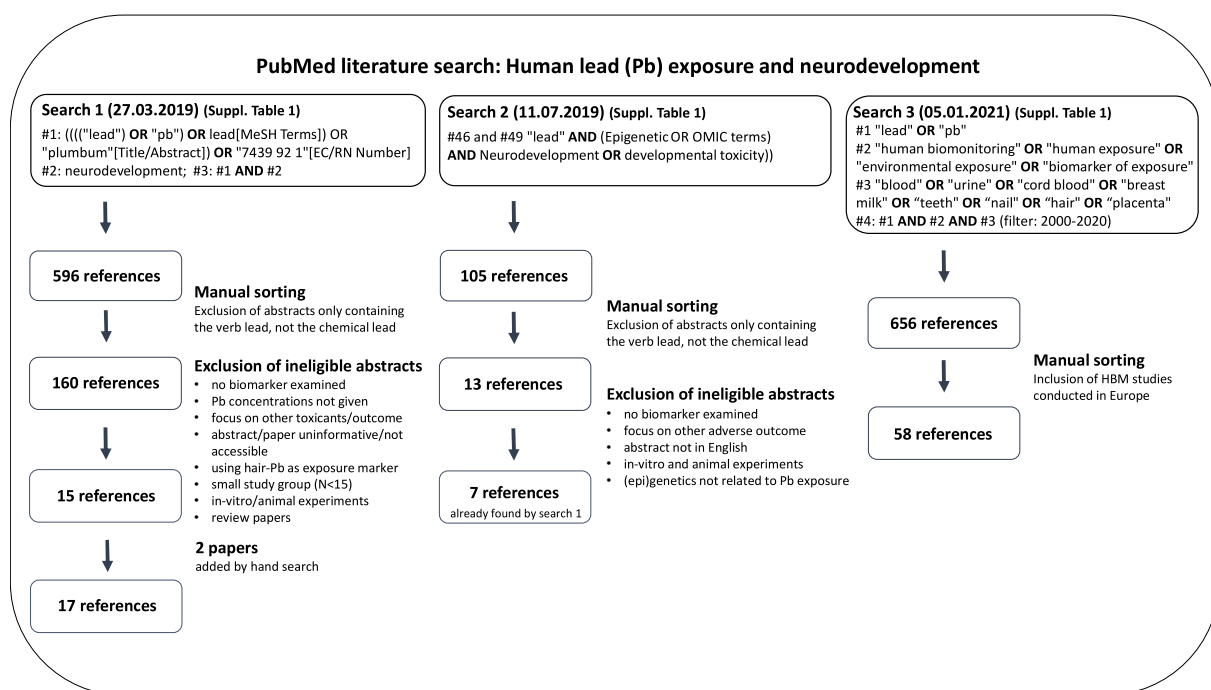 PubMed literature search: Human lead (Pb) exposure and neurodevelopment
Search 1 (27.03.2019) (Suppl. Table 1)
#1: (((("lead") OR "pb") OR lead[MeSH Terms]) OR
"plumbum"[Title/Abstract]) OR "7439 92 1"[EC/RN Number]
#2: neurodevelopment; #3: #1 AND #2
596 references
Manual sorting
Exclusion of abstracts only containing
the verb lead, not the chemical lead
160 references
Exclusion of ineligible abstracts
• no biomarker examined
• Pb concentrations not given
• focus on other toxicants/outcome
• abstract/paper uninformative/not
accessible
• using hair-Pb as exposure marker
• small study group (N<15)
• in-vitro/animal experiments
• review papers
15 references
2 papers
added by hand search
17 references
Search 2 (11.07.2019) (Suppl. Table 1)
#46 and #49 "lead" AND (Epigenetic OR OMIC terms)
AND Neurodevelopment OR developmental toxicity))
105 references
Manual sorting
Exclusion of abstracts only containing
the verb lead, not the chemical lead
13 references
Exclusion of ineligible abstracts
• no biomarker examined
• focus on other adverse outcome
• abstract not in English
• in-vitro and animal experiments
• (epi)genetics not related to Pb exposure
7 references
already found by search 1
Search 3 (05.01.2021) (Suppl. Table 1)
#1 "lead" OR "pb"
#2 "human biomonitoring" OR "human exposure" OR
"environmental exposure" OR "biomarker of exposure"
#3 "blood" OR "urine" OR "cord blood" OR "breast
milk" OR “teeth" OR “nail" OR “hair" OR “placenta"
#4: #1 AND #2 AND #3 (filter: 2000-2020)
656 references
Manual sorting
Inclusion of HBM studies
conducted in Europe
58 references